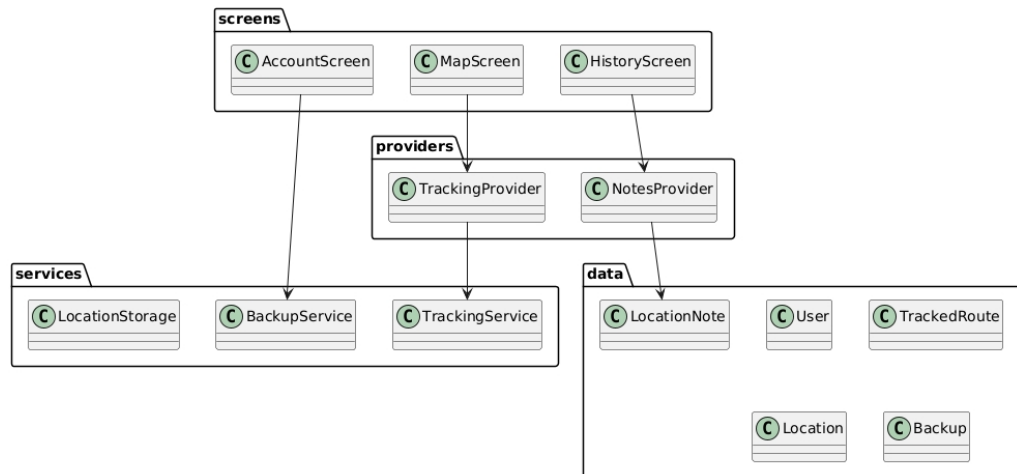 screens
C AccountScreen
C MapScreen
C HistoryScreen
providers
C TrackingProvider
C NotesProvider
services
C LocationStorage
C BackupService
C TrackingService
data
C LocationNote
C User
C TrackedRoute
C Location
C Backup